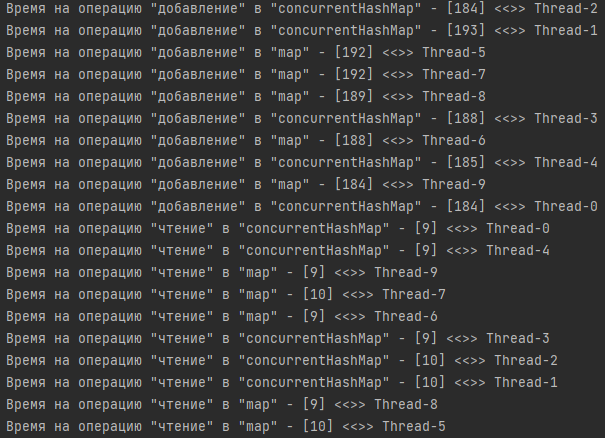 Время на операцию "добавление" в "concurrentHashMap" - [184] <<>> Thread-2
Время на операцию "добавление" в "concurrentHashMap" - [193] <<>> Thread-1
Время на операцию "добавление" в "map" - [192] <<>> Thread-5
Время на операцию "добавление" в "map" - [192] <<>> Thread-7
Время на операцию "добавление" в "map" - [189] <<>> Thread-8
Время на операцию "добавление" в "concurrentHashMap" - [188] <<>> Thread-3
Время на операцию "добавление" в "map" - [188] <<>> Thread-6
Время на операцию "добавление" в "concurrentHashMap" - [185] <<>> Thread-4
Время на операцию "добавление" в "map" - [184] <<>> Thread-9
Время на операцию "добавление" в "concurrentHashMap" - [184] <<>> Thread-0
Время на операцию "чтение" в "concurrentHashMap" - [9] <<>> Thread-0
Время на операцию "чтение" в "concurrentHashMap" - [9] <<>> Thread-4
Время на операцию "чтение" в "map" - [9] <<>> Thread-9
Время на операцию "чтение" в "map" - [10] <<>> Thread-7
Время на операцию "чтение" в "map" - [9] <<>> Thread-6
Время на операцию "чтение" в "concurrentHashMap" - [9] <<>> Thread-3
Время на операцию "чтение" в "concurrentHashMap" - [10] <<>> Thread-2
Время на операцию "чтение" в "concurrentHashMap" - [10] <<>> Thread-1
Время на операцию "чтение" в "map" - [9] <<>> Thread-8
Время на операцию "чтение" в "map" - [10] <<>> Thread-5